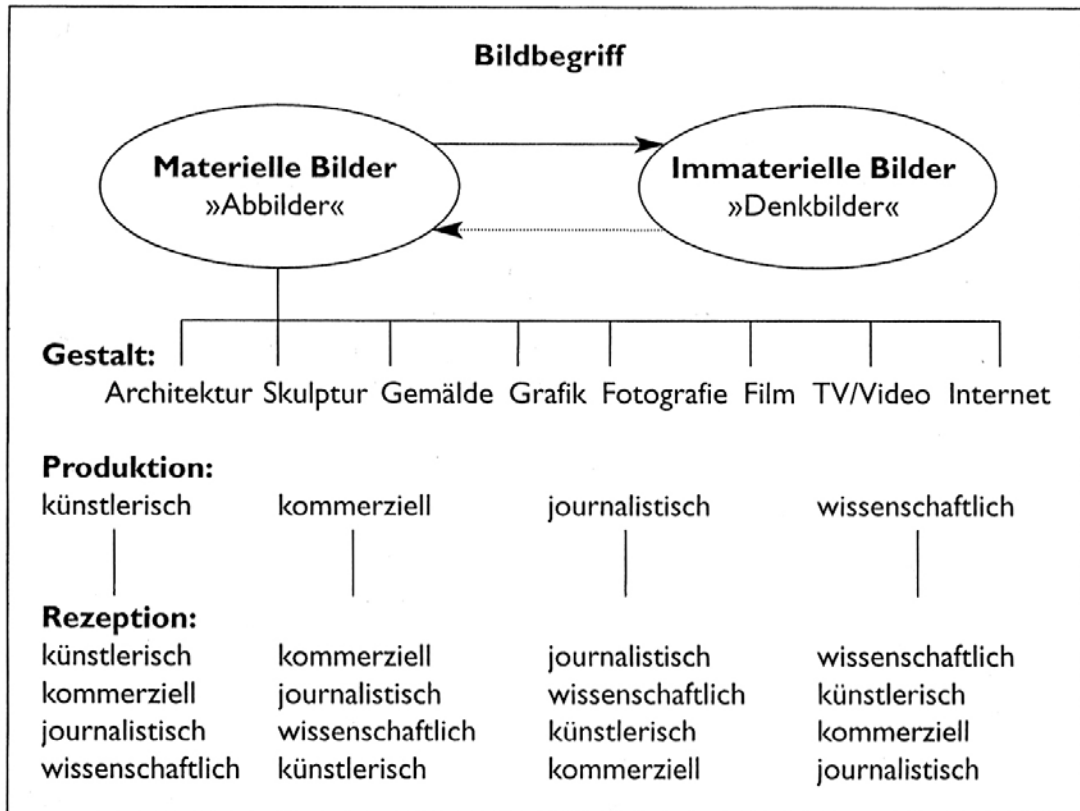 Bildbegriff
Materielle Bilder
»Abbilder«
Immaterielle Bilder
»Denkbilder«
Gestalt:
Architektur Skulptur Gemälde Grafik Fotografie Film TV/Video Internet
Produktion:
künstlerisch kommerziell journalistisch wissenschaftlich
Rezeption:
künstlerisch kommerziell journalistisch wissenschaftlich
kommerziell journalistisch wissenschaftlich künstlerisch
journalistisch wissenschaftlich künstlerisch kommerziell
wissenschaftlich künstlerisch kommerziell journalistisch